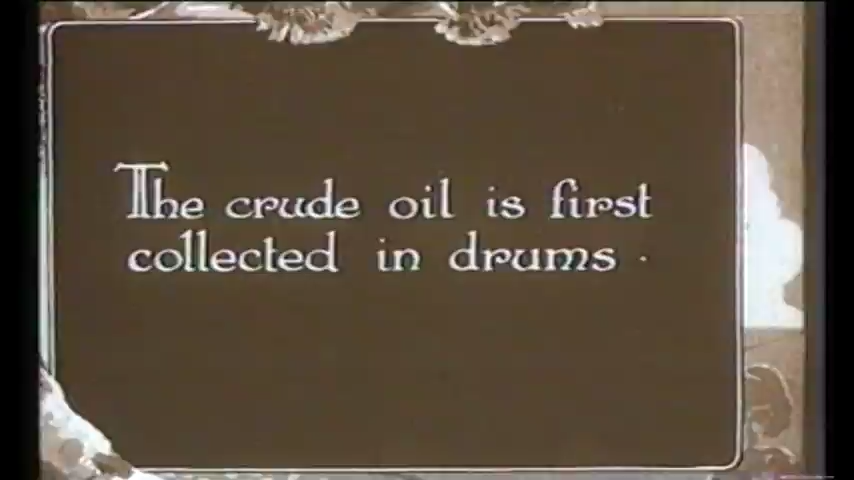 The crude oil is first
collected in drums.